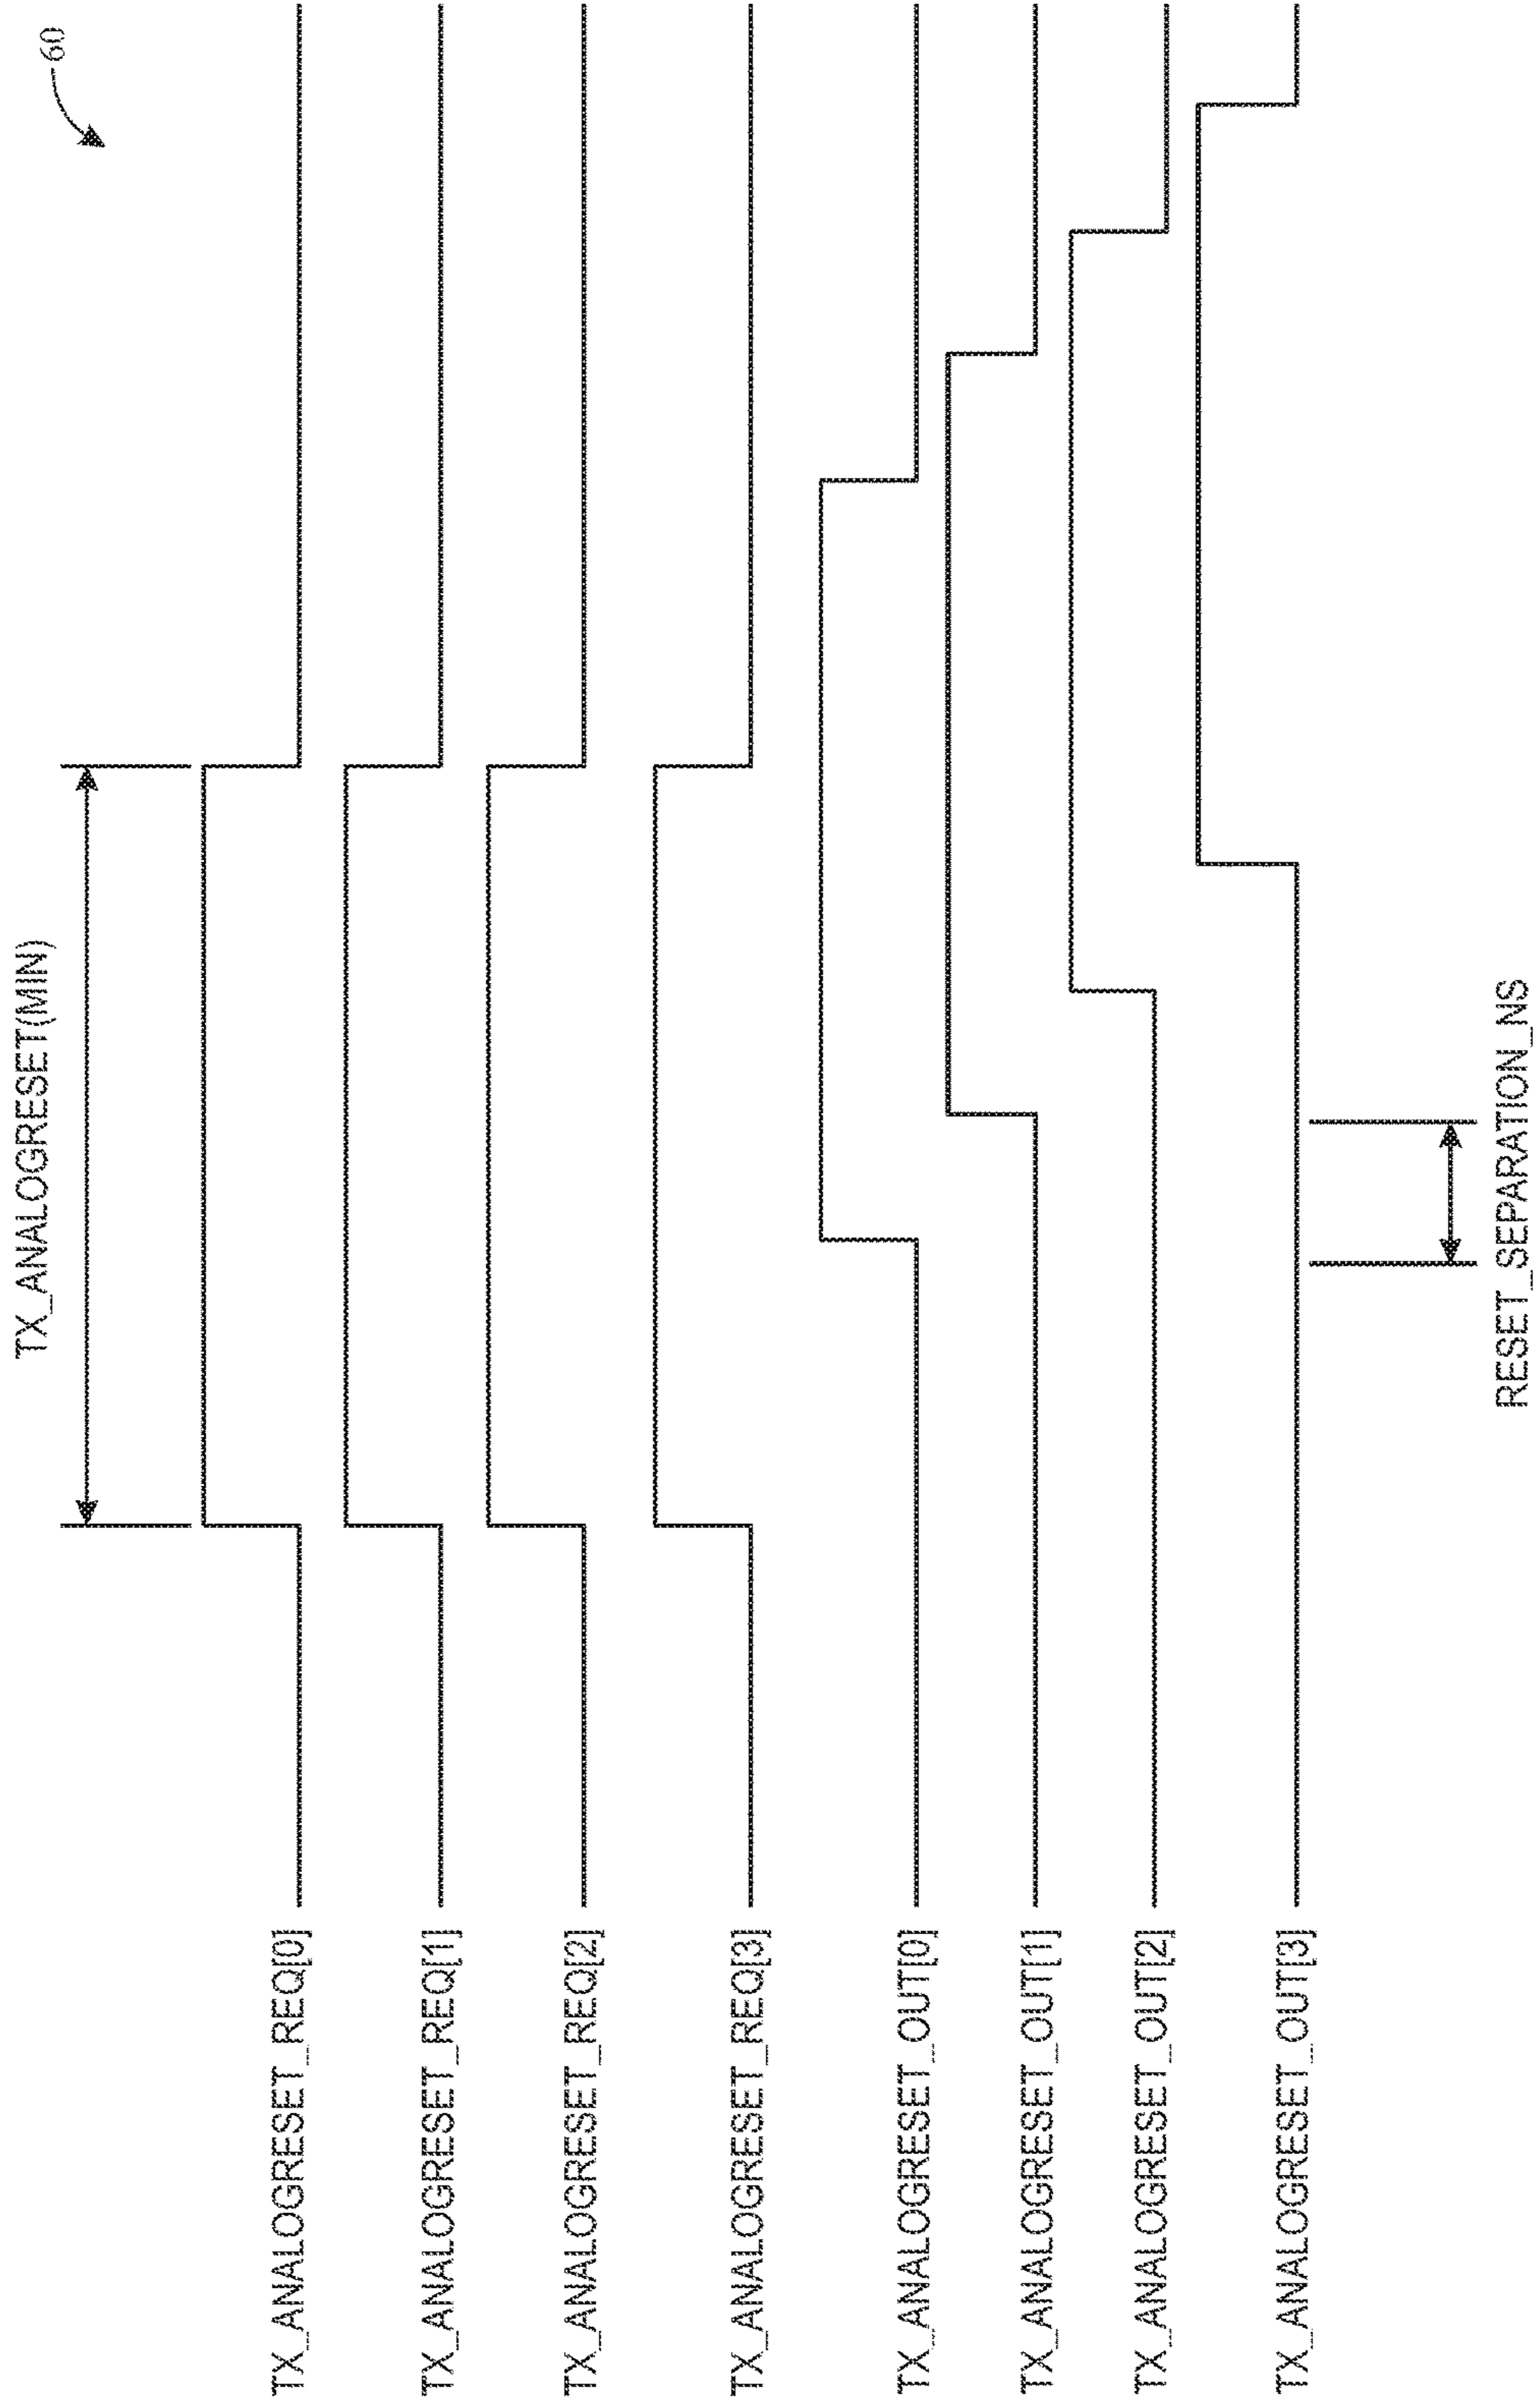 60
TX_ANALOGRESET(MIN)
TX_ANALOGRESET_REQ[0]
TX_ANALOGRESET_REQ[1]
TX_ANALOGRESET_REQ[2]
TX_ANALOGRESET_REQ[3]
TX_ANALOGRESET_OUT[0]
TX_ANALOGRESET_OUT[1]
TX_ANALOGRESET_OUT[2]
TX_ANALOGRESET_OUT[3]
RESET_SEPARATION_NS